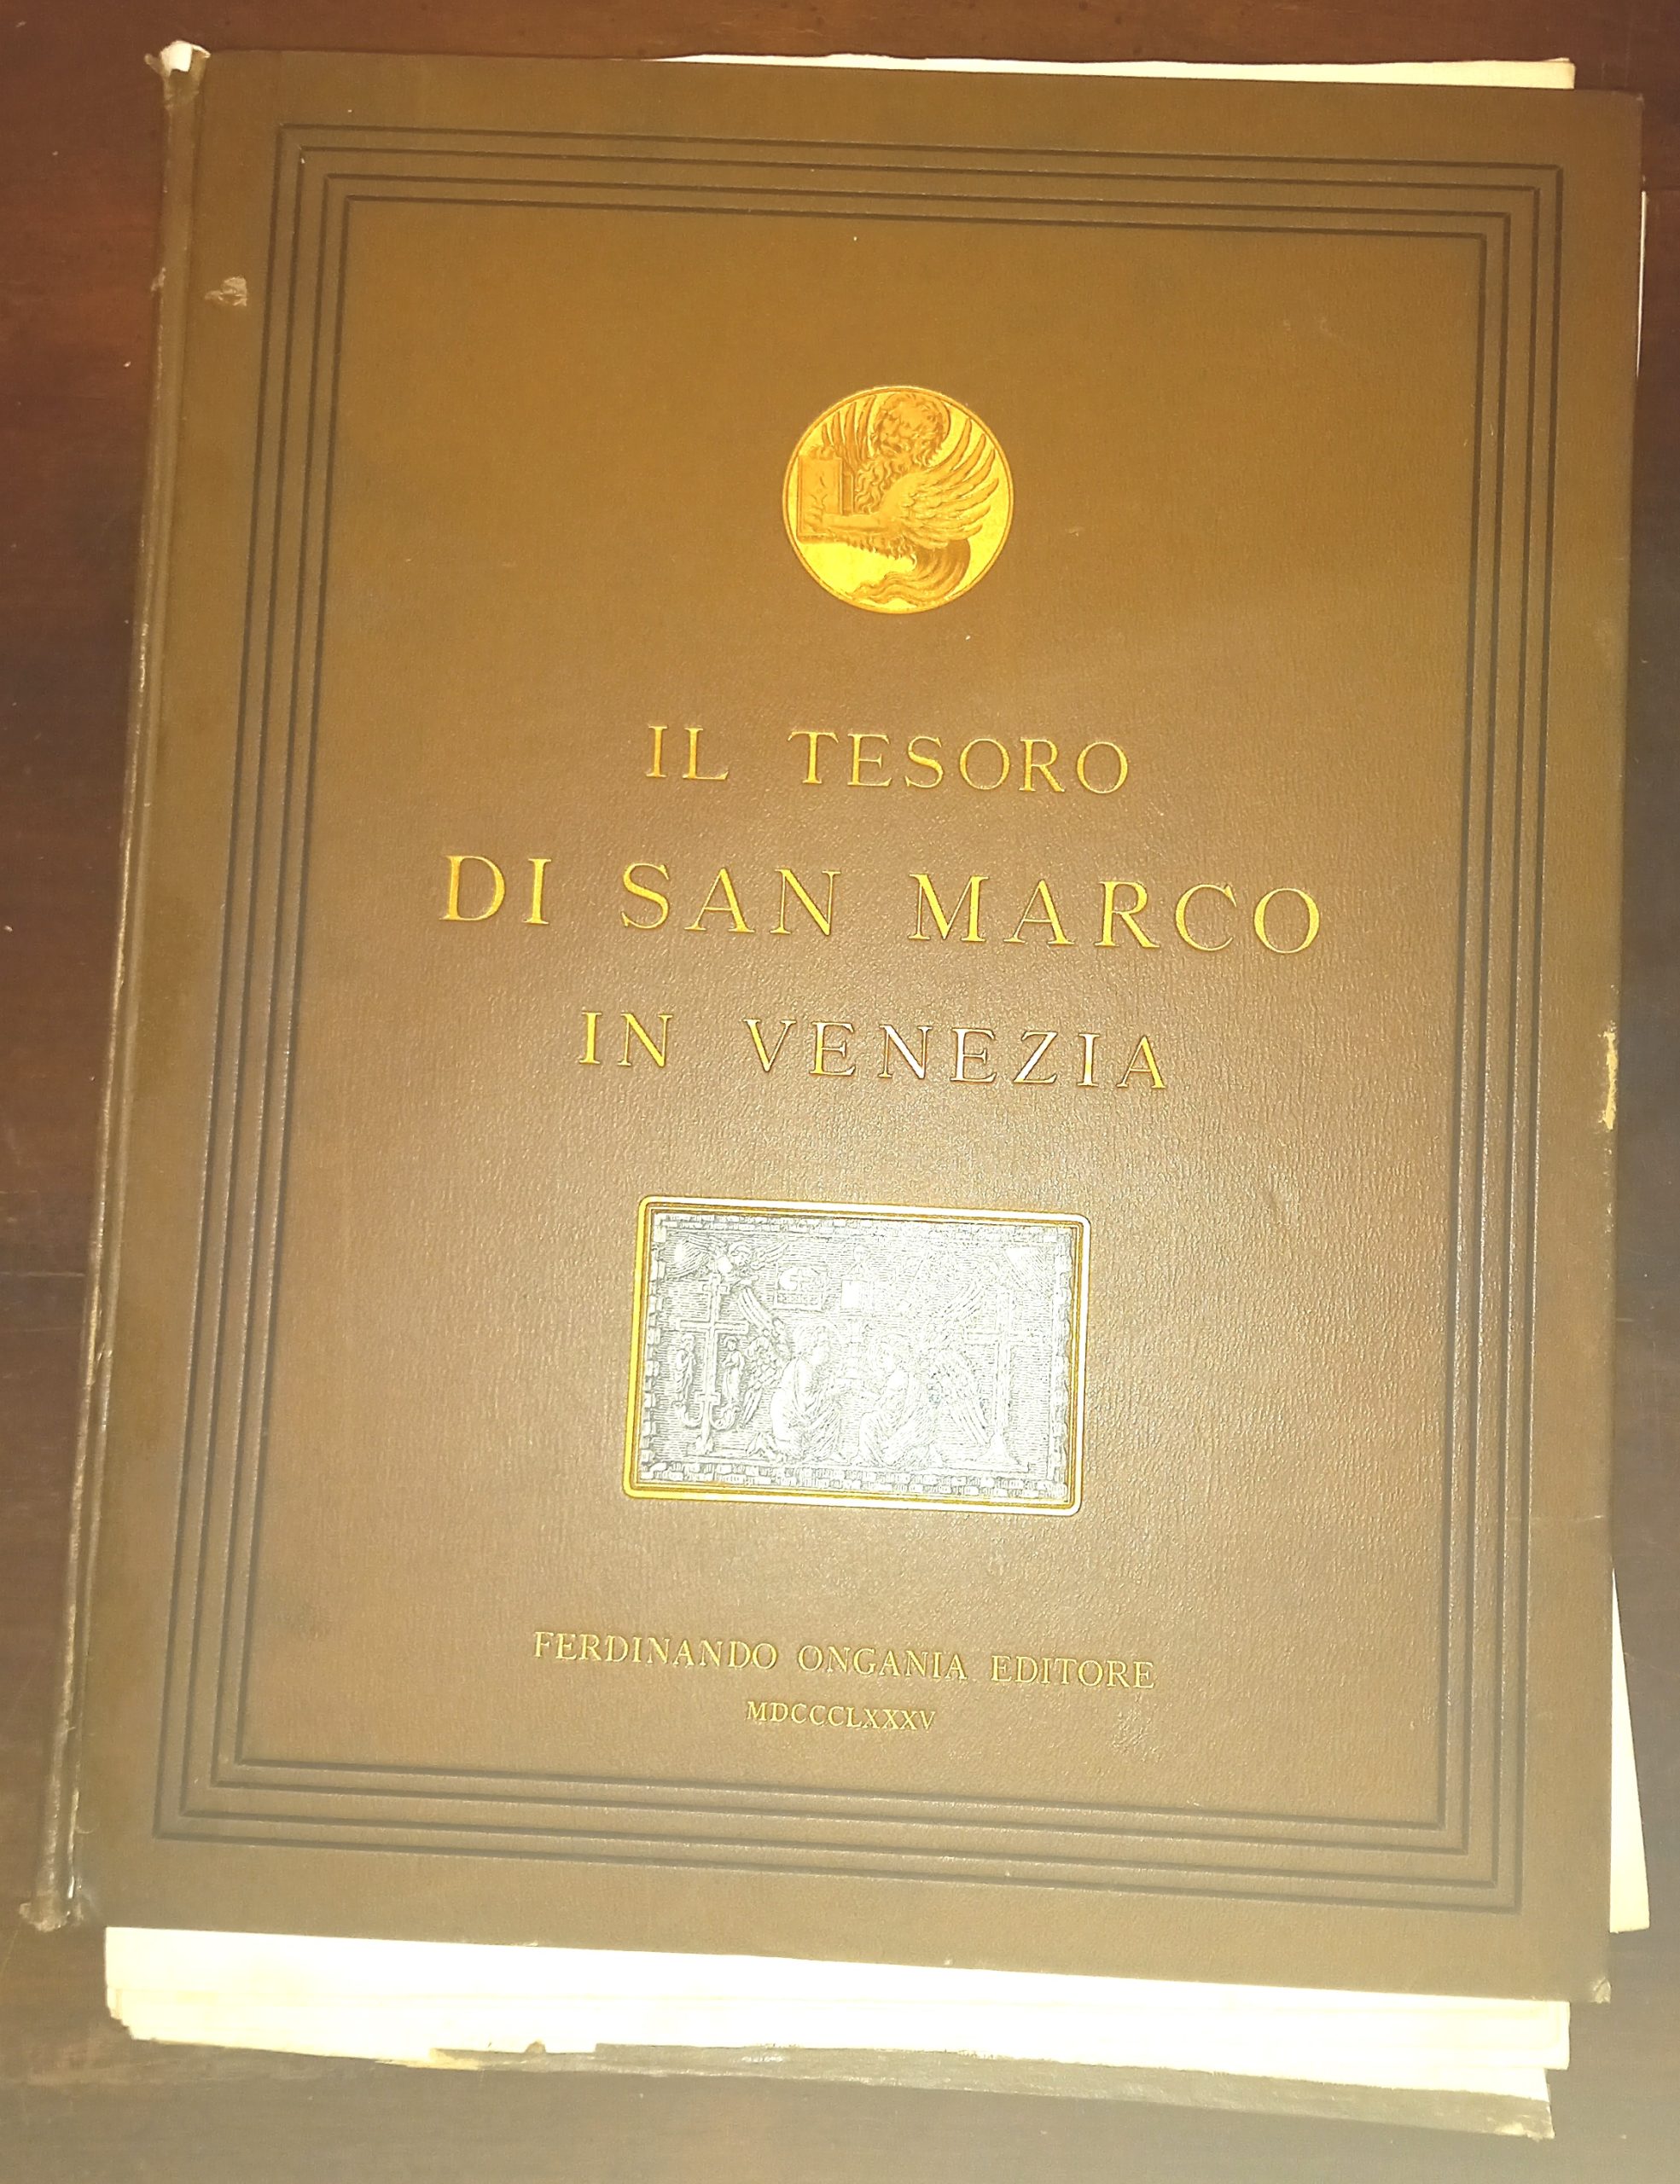 IL TESORO
DI SAN MARCO
IN VENEZIA
FERDINANDO ONGANIA EDITORE
MDCCCLXXXV